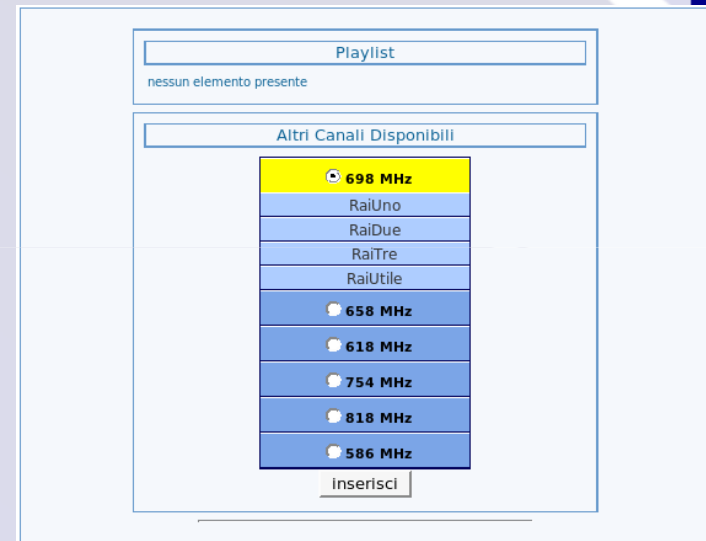 Playlist
nessun elemento presente
Altri Canali Disponibili
698 MHz
RaiUno
RaiDue
RaiTre
RaiUtile
658 MHz
618 MHz
754 MHz
818 MHz
586 MHz
inserisci